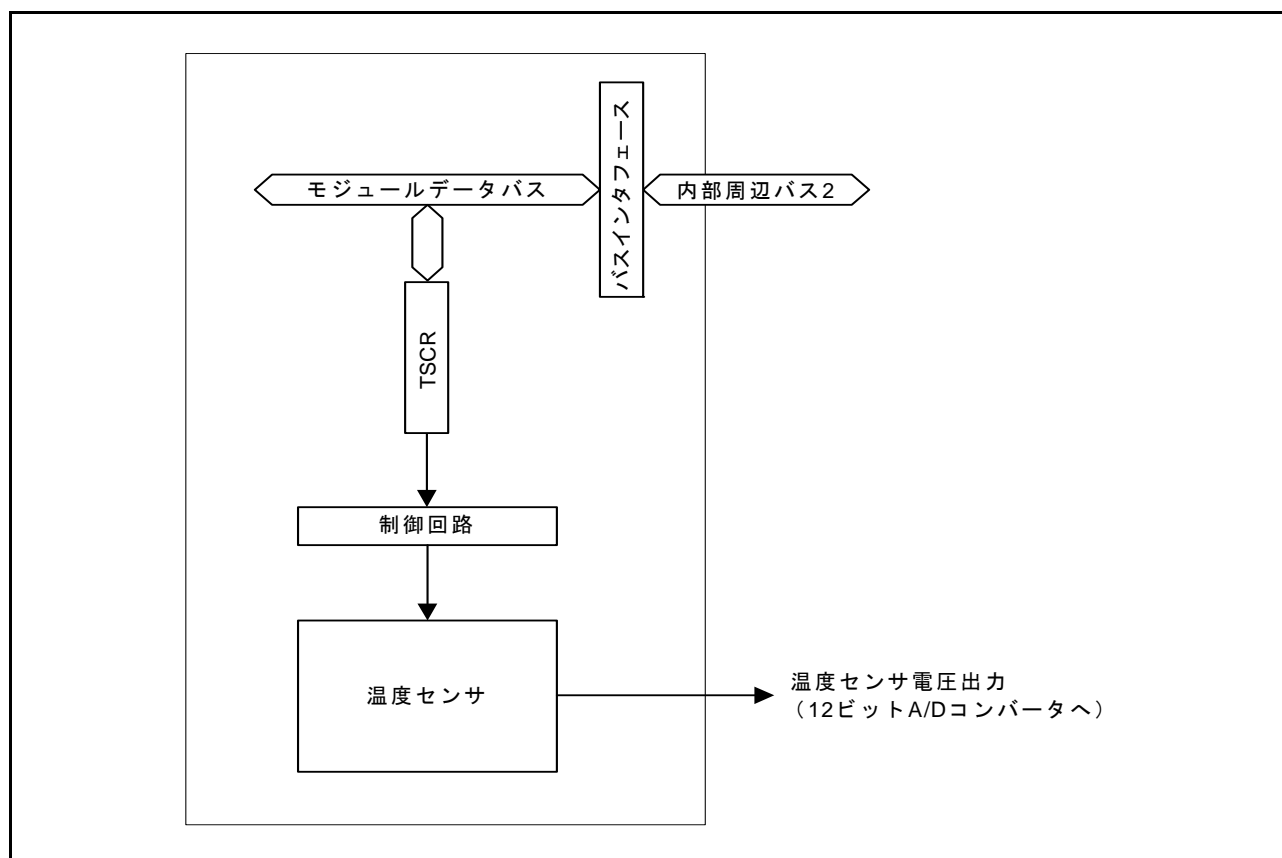 バスインタフェース
モジュールデータバス
内部周辺バス2
TSCR
制御回路
温度センサ
温度センサ電圧出力
（12ビットA/Dコンバータへ）